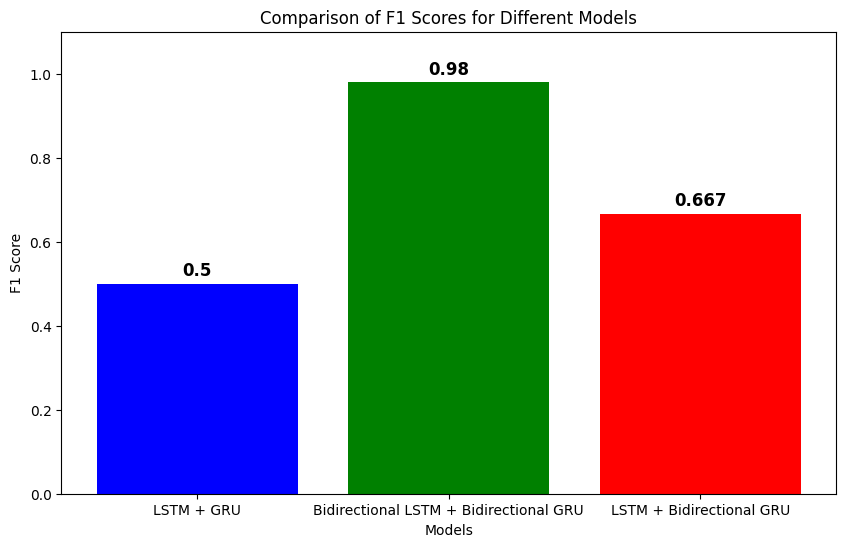 Comparison of F1 Scores for Different Models
1.0
0.8
0.6
0.4
0.2
0.0
F1 Score
0.5
0.98
0.667
LSTM + GRU
Bidirectional LSTM + Bidirectional GRU
LSTM + Bidirectional GRU
Models